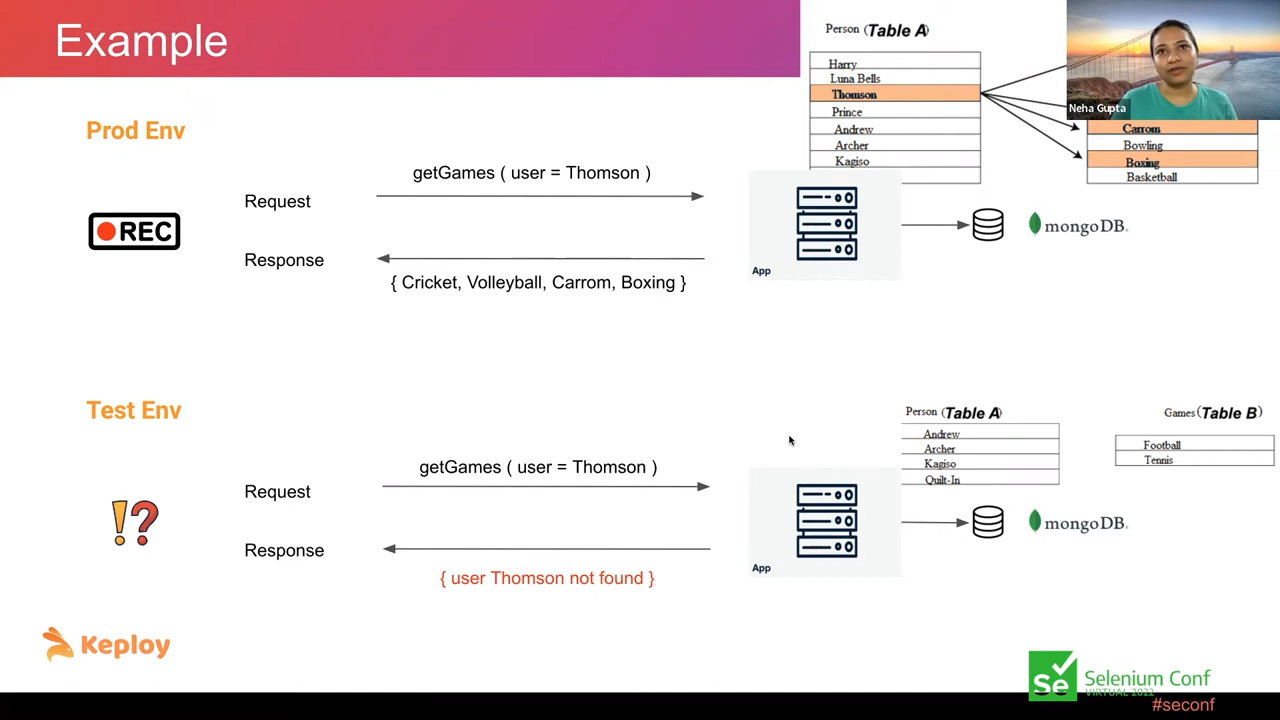 Example
Person (Table A)
Harry
Luna Bells
Thomson
Prince
Andrew
Archer
Kagiso
Neha Gupta
Carrom
Bowling
Boxing
Basketball
Prod Env
REC
Request
getGames ( user = Thomson )
Response
{ Cricket, Volleyball, Carrom, Boxing }
App
mongoDB.
Test Env
Person (Table A)
Andrew
Archer
Kagiso
Quilt-In
Games (Table B)
Football
Tennis
!?
Request
getGames ( user = Thomson )
Response
{ user Thomson not found }
App
mongoDB.
Keploy
Se Selenium Conf
VIRTUAL 2022
#seconf